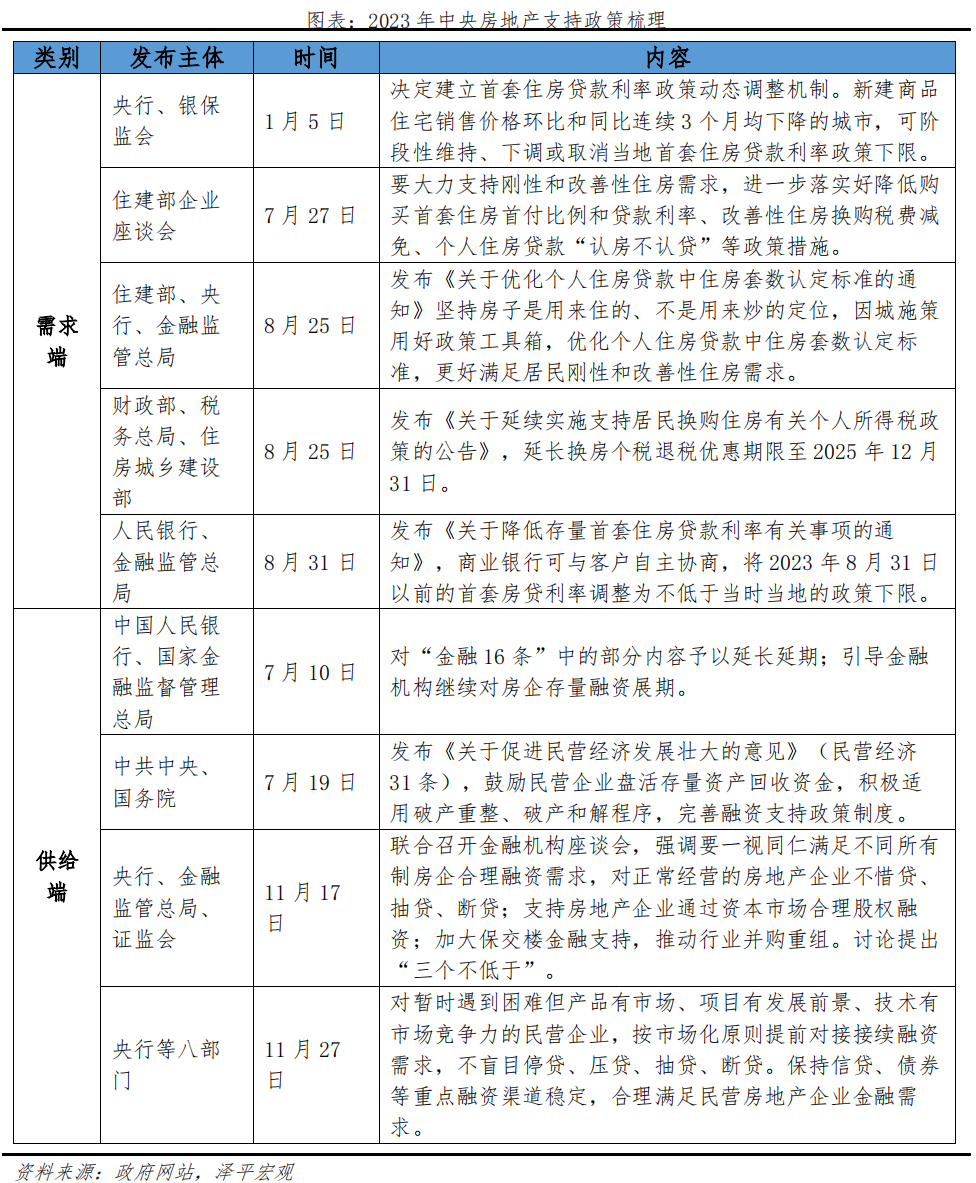 图表：2023 年中央房地产支持政策梳理
类别
发布主体
时间
内容
需求
端
央行、银保
监会
1 月 5 日
决定建立首套住房贷款利率政策动态调整机制。新建商品
住宅销售价格环比和同比连续 3 个月均下降的城市，可阶
段性维持、下调或取消当地首套住房贷款利率政策下限。
住建部企业
座谈会
7 月 27 日
要大力支持刚性和改善性住房需求，进一步落实好降低购
买首套住房首付比例和贷款利率、改善性住房换购税费减
免、个人住房贷款“认房不认贷”等政策措施。
住建部、央
行、金融监
管总局
8 月 25 日
发布《关于优化个人住房贷款中住房套数认定标准的通
知》坚持房子是用来住的、不是用来炒的定位，因城施策
用好政策工具箱，优化个人住房贷款中住房套数认定标
准，更好满足居民刚性和改善性住房需求。
财政部、税
务总局、住
房城乡建设
部
8 月 25 日
发布《关于延续实施支持居民换购住房有关个人所得税政
策的公告》，延长换房个税退税优惠期限至 2025 年 12 月
31 日。
人民银行、
金融监管总
局
8 月 31 日
发布《关于降低存量首套住房贷款利率有关事项的通
知》，商业银行可与客户自主协商，将 2023 年 8 月 31 日
以前的首套房贷利率调整为不低于当时当地的政策下限。
供给
端
中国人民银
行、国家金
融监督管理
总局
7 月 10 日
对“金融 16 条”中的部分内容予以延长延期；引导金融
机构继续对房企存量融资展期。
中共中央、
国务院
7 月 19 日
发布《关于促进民营经济发展壮大的意见》（民营经济
31 条），鼓励民营企业盘活存量资产回收资金，积极适
用破产重整、破产和解程序，完善融资支持政策制度。
央行、金融
监管总局、
证监会
11 月 17
日
联合召开金融机构座谈会，强调要一视同仁满足不同所有
制房企合理融资需求，对正常经营的房地产企业不惜贷、
抽贷、断贷；支持房地产企业通过资本市场合理股权融
资；加大保交楼金融支持，推动行业并购重组。讨论提出
“三个不低于”。
央行等八部
门
11 月 27
日
对暂时遇到困难但产品有市场、项目有发展前景、技术有
市场竞争力的民营企业，按市场化原则提前对接接续融资
需求，不盲目停贷、压贷、抽贷、断贷。保持信贷、债券
等重点融资渠道稳定，合理满足民营房地产企业金融需
求。
资料来源：政府网站，泽平宏观